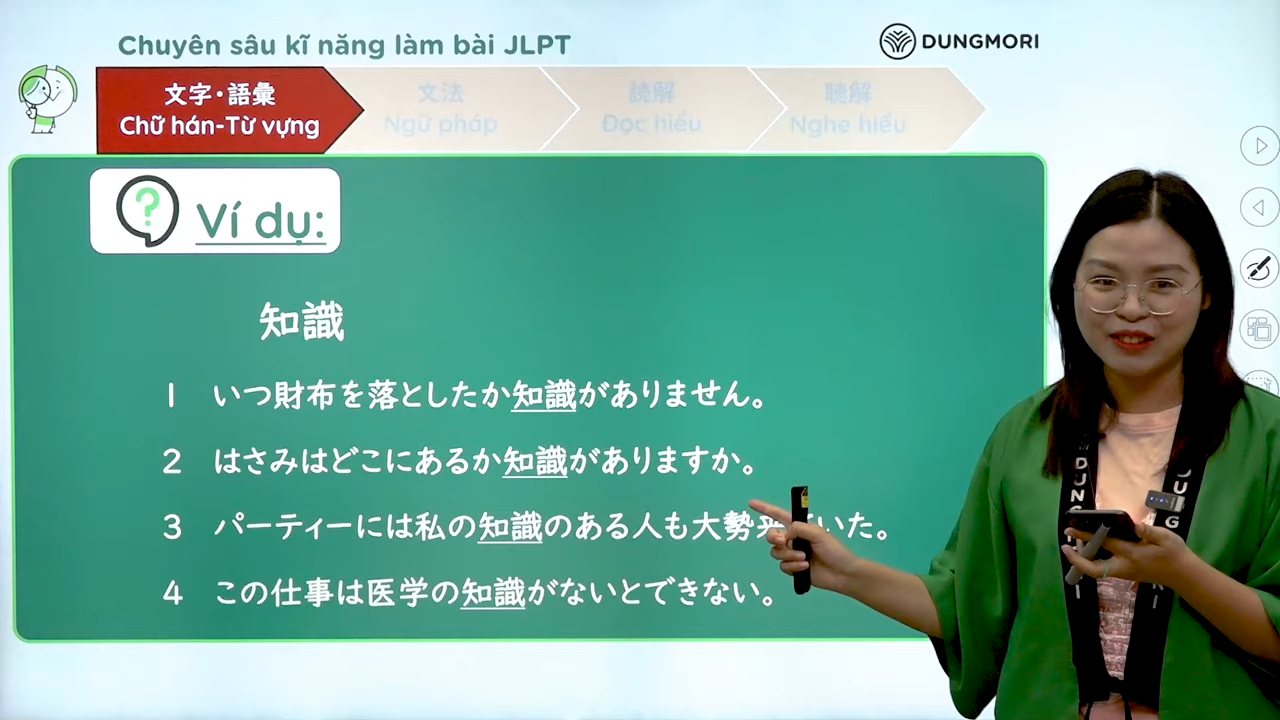 Chuyên sâu kĩ năng làm bài JLPT
DUNGMORI
文字・語彙
Chữ hán-Từ vựng
文法
Ngữ pháp
読解
Đọc hiểu
聴解
Nghe hiểu
?
Ví dụ:
知識
1 いつ財布を落としたか知識がありません。
2 はさみはどこにあるか知識がありますか。
3 パーティーには私の知識のある人も大勢来ていた。
4 この仕事は医学の知識がないとできない。
DUNG